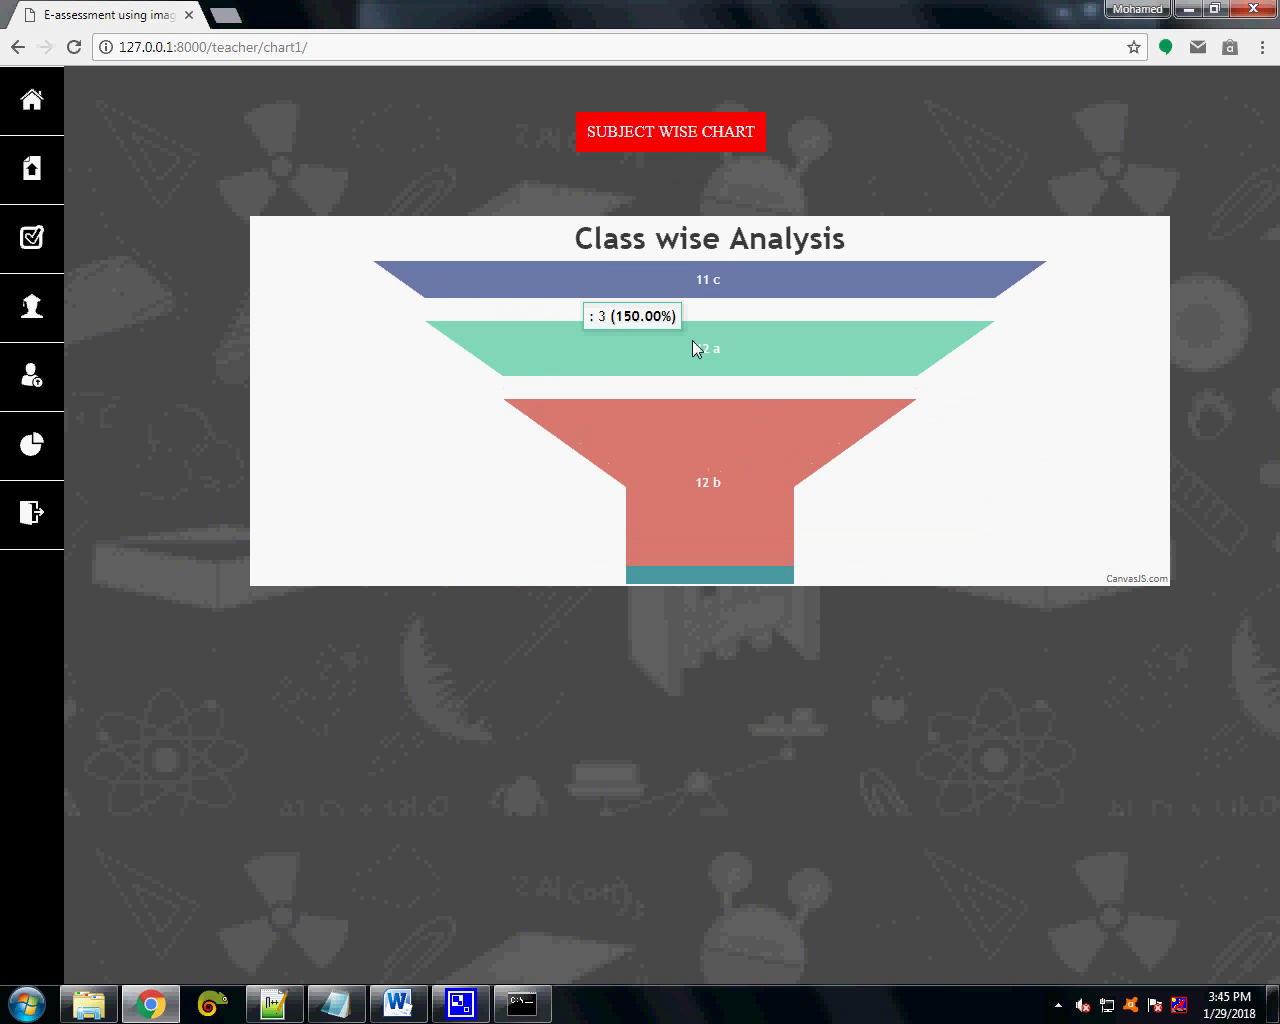 Mohamed
E-assessment using imag
127.0.0.1:8000/teacher/chart1/
SUBJECT WISE CHART
Class wise Analysis
11 c
: 3 (150.00%)
2 a
12 b
CanvasJS.com
C:\_
3:45 PM
1/29/2018